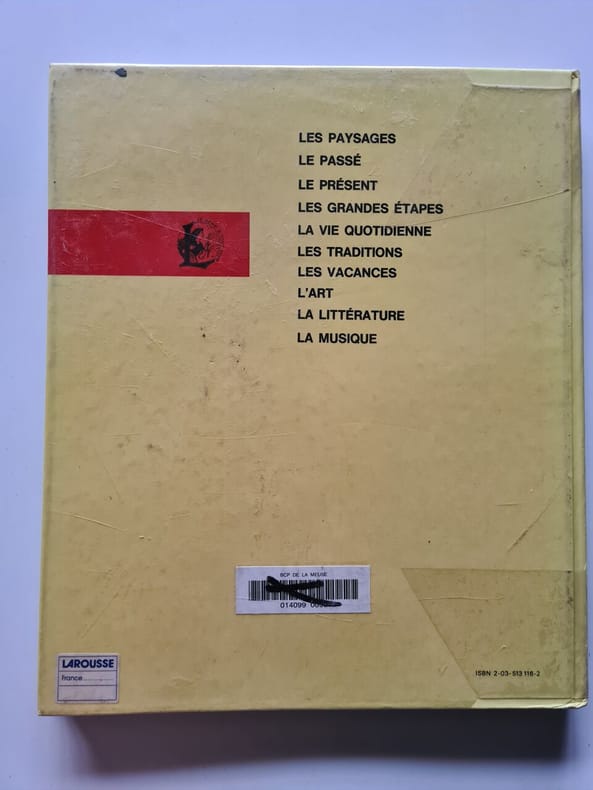 LES PAYSAGES
LE PASSÉ
LE PRÉSENT
LES GRANDES ÉTAPES
LA VIE QUOTIDIENNE
LES TRADITIONS
LES VACANCES
L'ART
LA LITTÉRATURE
LA MUSIQUE
BCP DE LA MEUSE
014099
LAROUSSE
France
ISBN 2-03-513 116-2